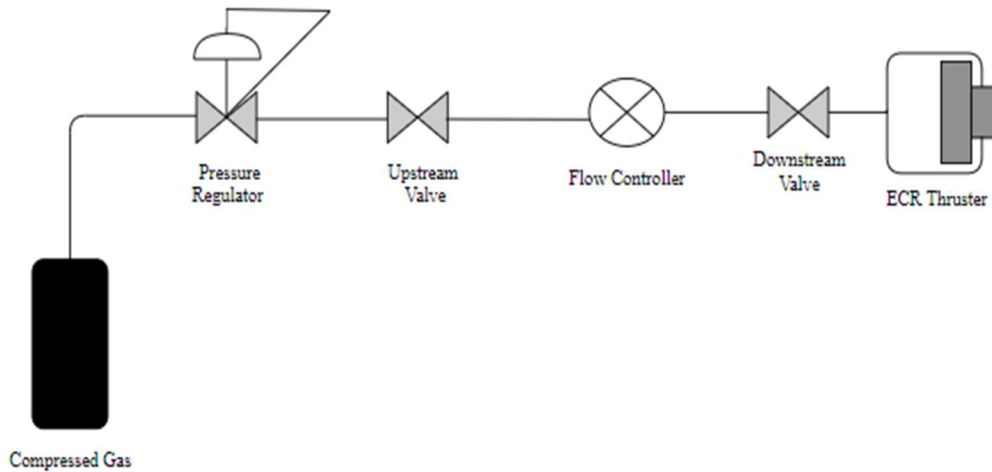 Pressure
Regulator
Upstream
Valve
Flow Controller
Downstream
Valve
ECR Thruster
Compressed Gas